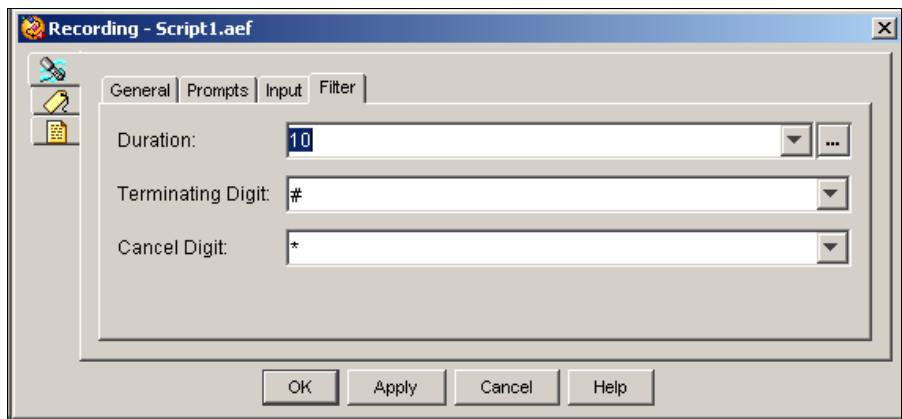 Recording - Script1.aef
General Prompts Input Filter
Duration: 10 ...
Terminating Digit: #
Cancel Digit: *
OK Apply Cancel Help